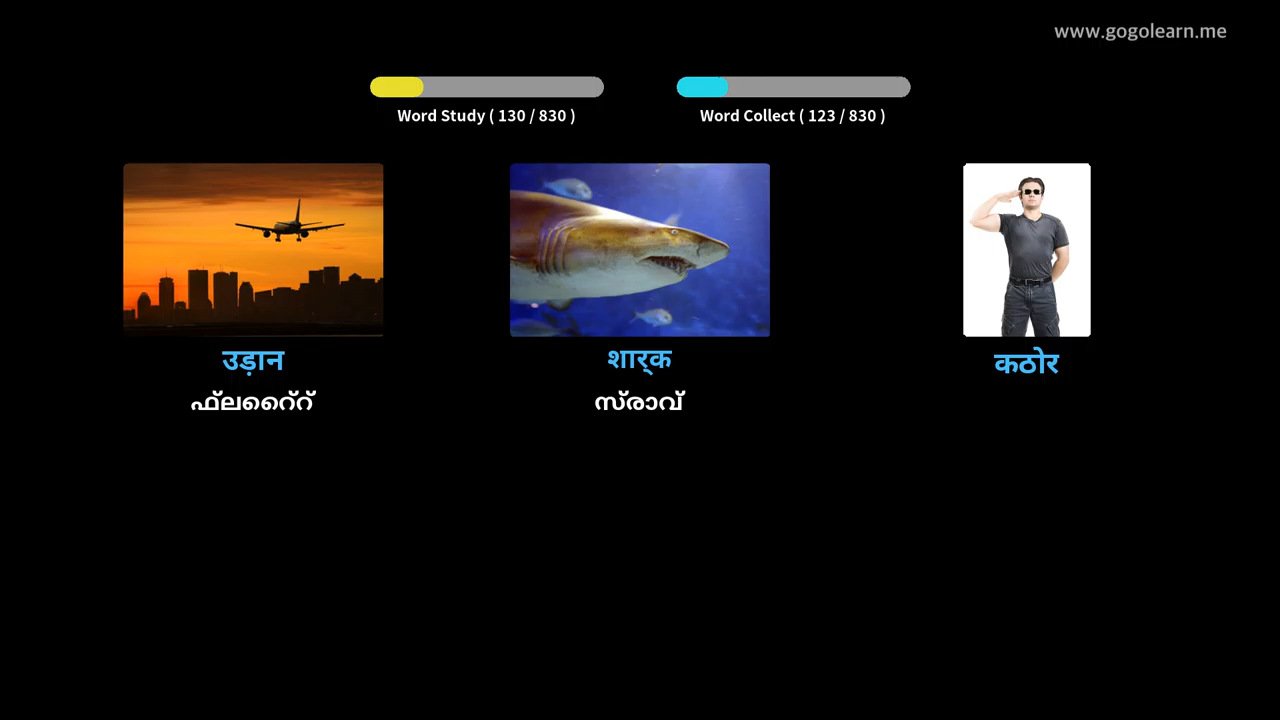 www.gogolearn.me
Word Study ( 130 / 830 )
Word Collect ( 123 / 830 )
उड़ान
शार्‌क
कठोर
ഫ്ലൈറ്റ്
സ്രാവ്